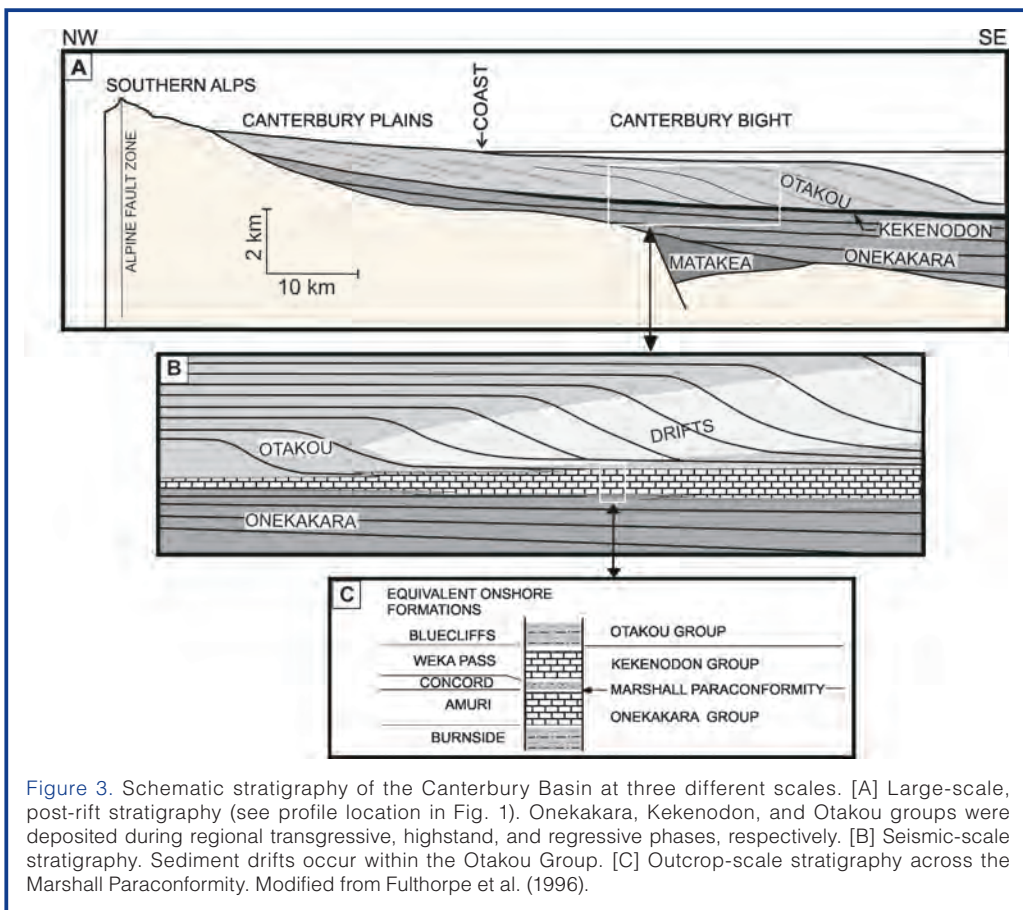 NW
SE
A
SOUTHERN ALPS
CANTERBURY PLAINS
COAST
CANTERBURY BIGHT
ALPINE FAULT ZONE
2 km
10 km
OTAKOU
KEKENODON
ONEKAKARA
MATAKEA
B
OTAKOU
DRIFTS
ONEKAKARA
C
EQUIVALENT ONSHORE
FORMATIONS
BLUECLIFFS
OTAKOU GROUP
WEKA PASS
KEKENODON GROUP
CONCORD
MARSHALL PARACONFORMITY
AMURI
ONEKAKARA GROUP
BURNSIDE
Figure 3. Schematic stratigraphy of the Canterbury Basin at three different scales. [A] Large-scale,
post-rift stratigraphy (see profile location in Fig. 1). Onekakara, Kekenodon, and Otakou groups were
deposited during regional transgressive, highstand, and regressive phases, respectively. [B] Seismic-scale
stratigraphy. Sediment drifts occur within the Otakou Group. [C] Outcrop-scale stratigraphy across the
Marshall Paraconformity. Modified from Fulthorpe et al. (1996).